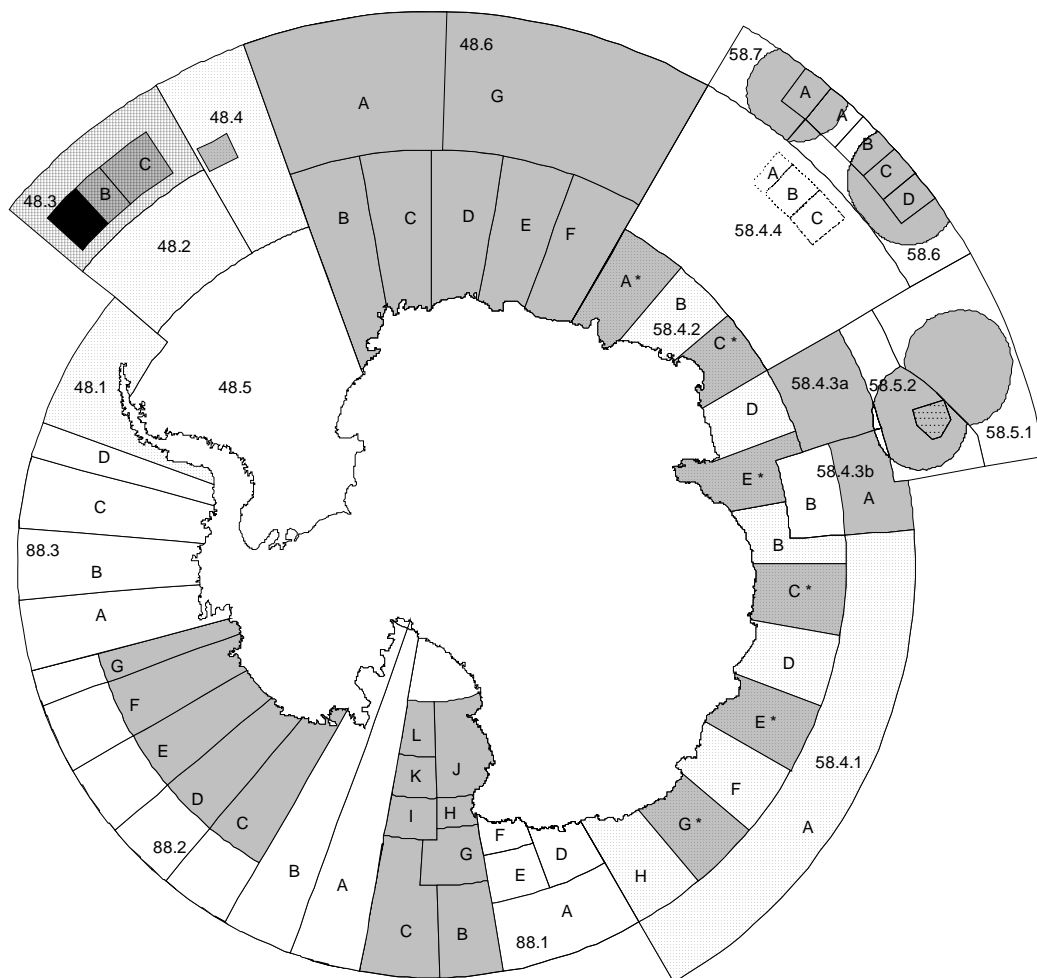 48.6
58.7
A
G
A
48.4
A
B
C
C
48.3
B
A
D
B
C
D
E
F
B
C
48.2
58.4.4
58.6
A *
B
58.4.2
C *
58.4.3a
58.5.2
48.1
48.5
D
58.5.1
D
E *
58.4.3b
C
B
A
88.3
B
B
C *
A
D
G
F
E *
L
E
J
K
58.4.1
F
D
C
I
H
G *
A
88.2
F
D
G
B
A
E
H
C
B
A
88.1